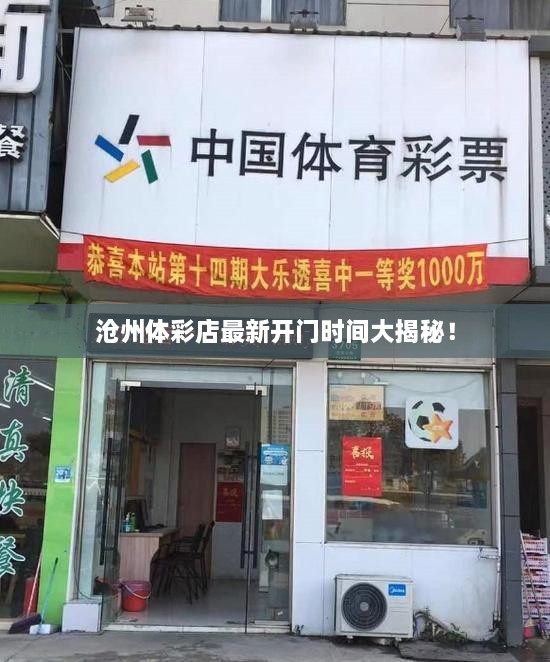 餐
中国体育彩票
恭喜本站第十四期大乐透喜中一等奖1000万
沧州体彩店最新开门时间大揭秘！
清真快餐
喜报
Midea